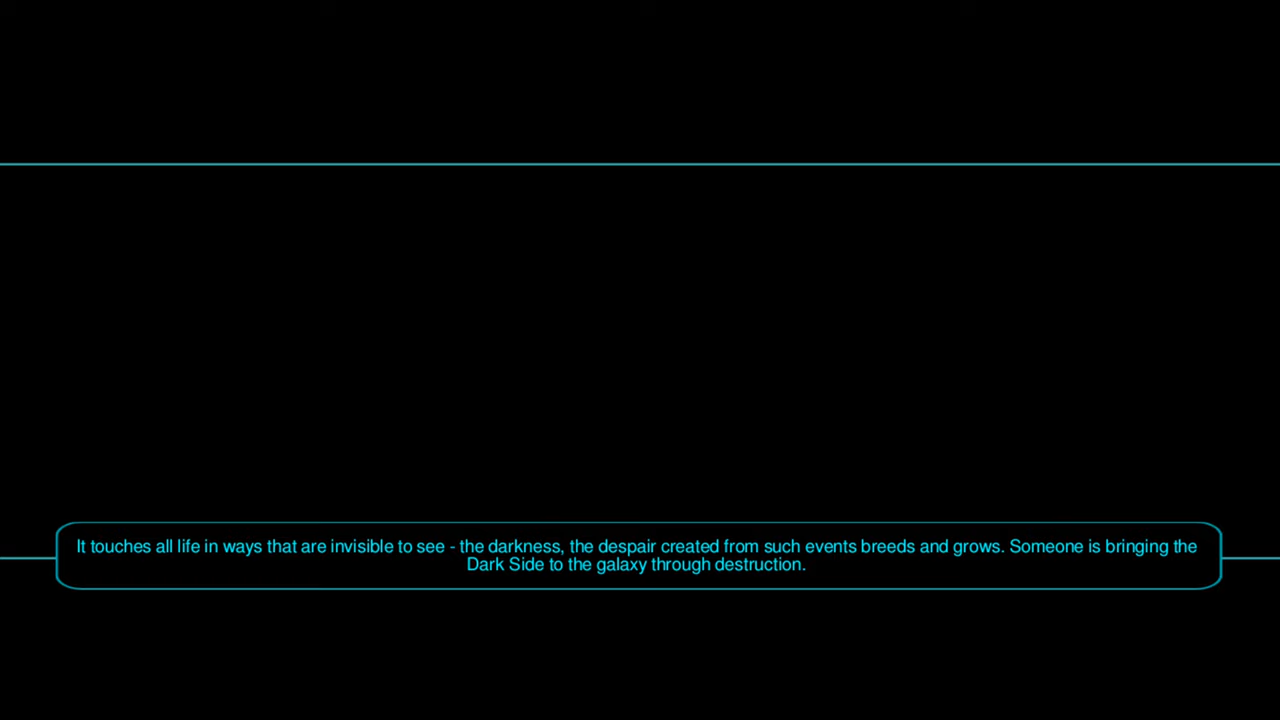 It touches all life in ways that are invisible to see - the darkness, the despair created from such events breeds and grows. Someone is bringing the
Dark Side to the galaxy through destruction.